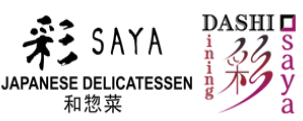 彩 SAYA
JAPANESE DELICATESSEN
和惣菜
DASHI
ining
彩
saya